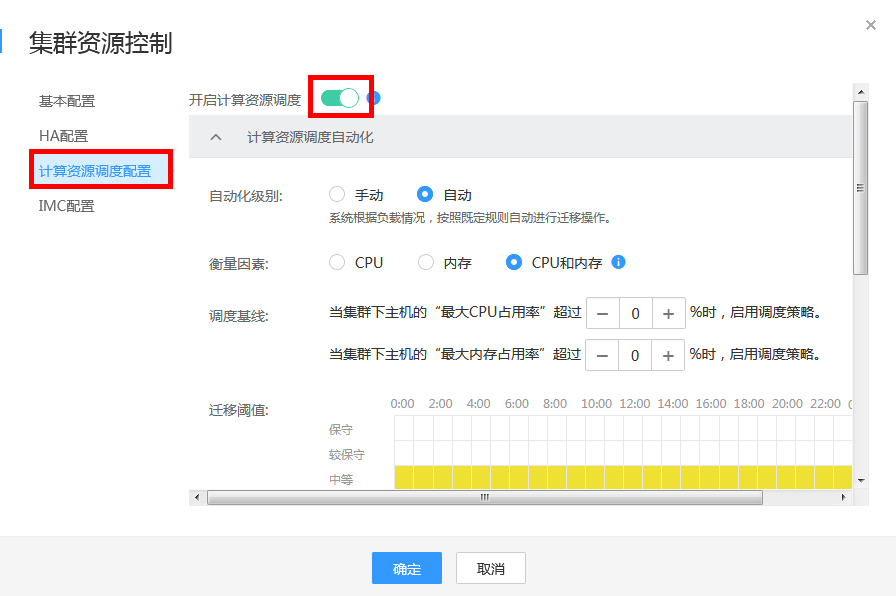 集群资源控制
×
基本配置
HA配置
计算资源调度配置
IMC配置
开启计算资源调度
计算资源调度自动化
自动化级别: 手动 自动
系统根据负载情况，按照既定规则自动进行迁移操作。
衡量因素: CPU 内存 CPU和内存
调度基线: 当集群下主机的“最大CPU占用率”超过 − 0 + %时，启用调度策略。
当集群下主机的“最大内存占用率”超过 − 0 + %时，启用调度策略。
迁移阈值: 0:00 2:00 4:00 6:00 8:00 10:00 12:00 14:00 16:00 18:00 20:00 22:00
保守
较保守
中等
确定 取消